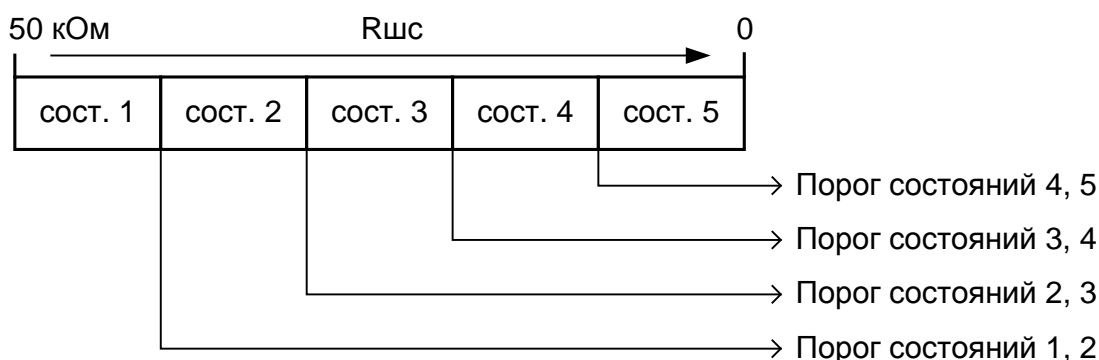 50 кОм Rшс 0
сост. 1 сост. 2 сост. 3 сост. 4 сост. 5
Порог состояний 4, 5
Порог состояний 3, 4
Порог состояний 2, 3
Порог состояний 1, 2